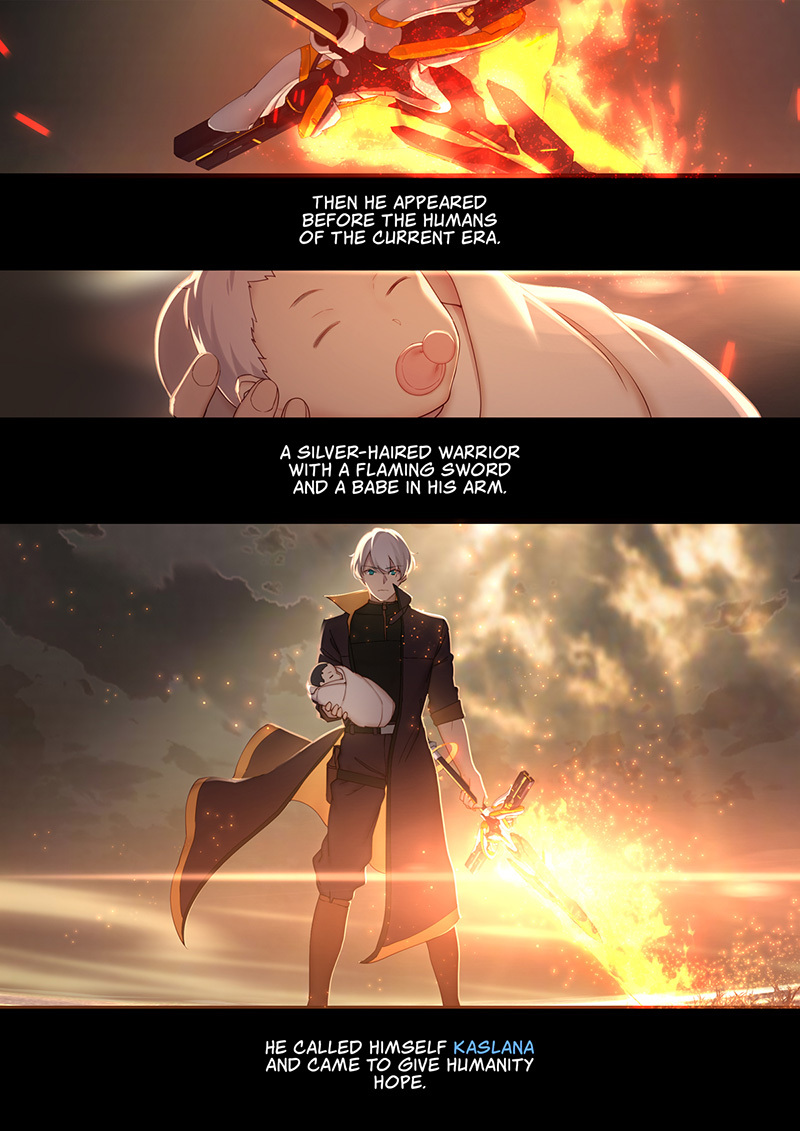 THEN HE APPEARED
BEFORE THE HUMANS
OF THE CURRENT ERA.
A SILVER-HAIRED WARRIOR
WITH A FLAMING SWORD
AND A BABE IN HIS ARM.
HE CALLED HIMSELF KASLANA
AND CAME TO GIVE HUMANITY
HOPE.